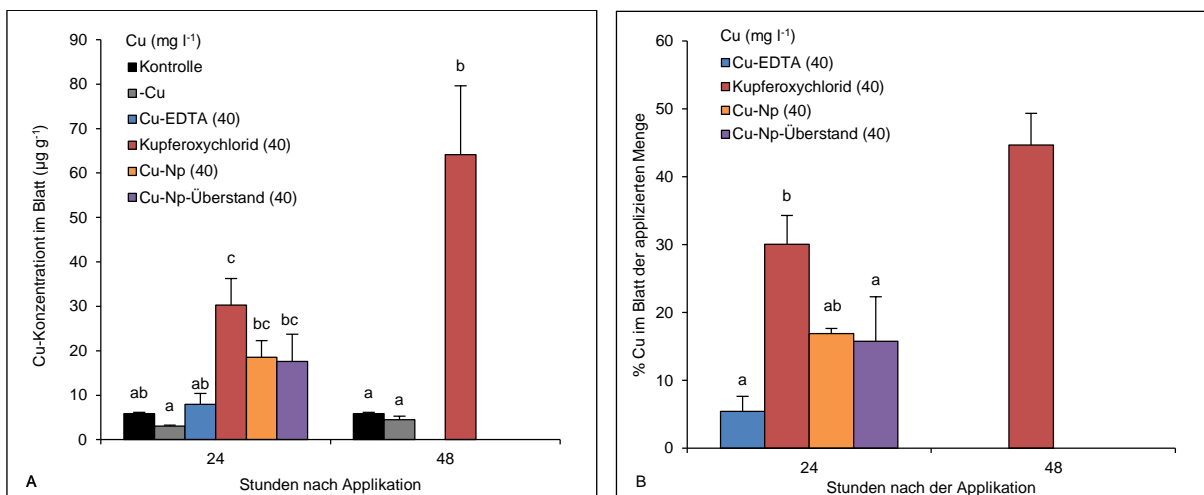 Cu (mg l-1)
Kontrolle
-Cu
Cu-EDTA (40)
Kupferoxychlorid (40)
Cu-Np (40)
Cu-Np-Überstand (40)
Cu-Konzentrationt im Blatt (µg g-1)
90
80
70
60
50
40
30
20
10
0
ab
a
ab
c
bc
bc
a
a
b
24
48
Stunden nach Applikation
A
Cu (mg l-1)
Cu-EDTA (40)
Kupferoxychlorid (40)
Cu-Np (40)
Cu-Np-Überstand (40)
% Cu im Blatt der applizierten Menge
60
50
40
30
20
10
0
a
b
ab
a
24
48
Stunden nach der Applikation
B